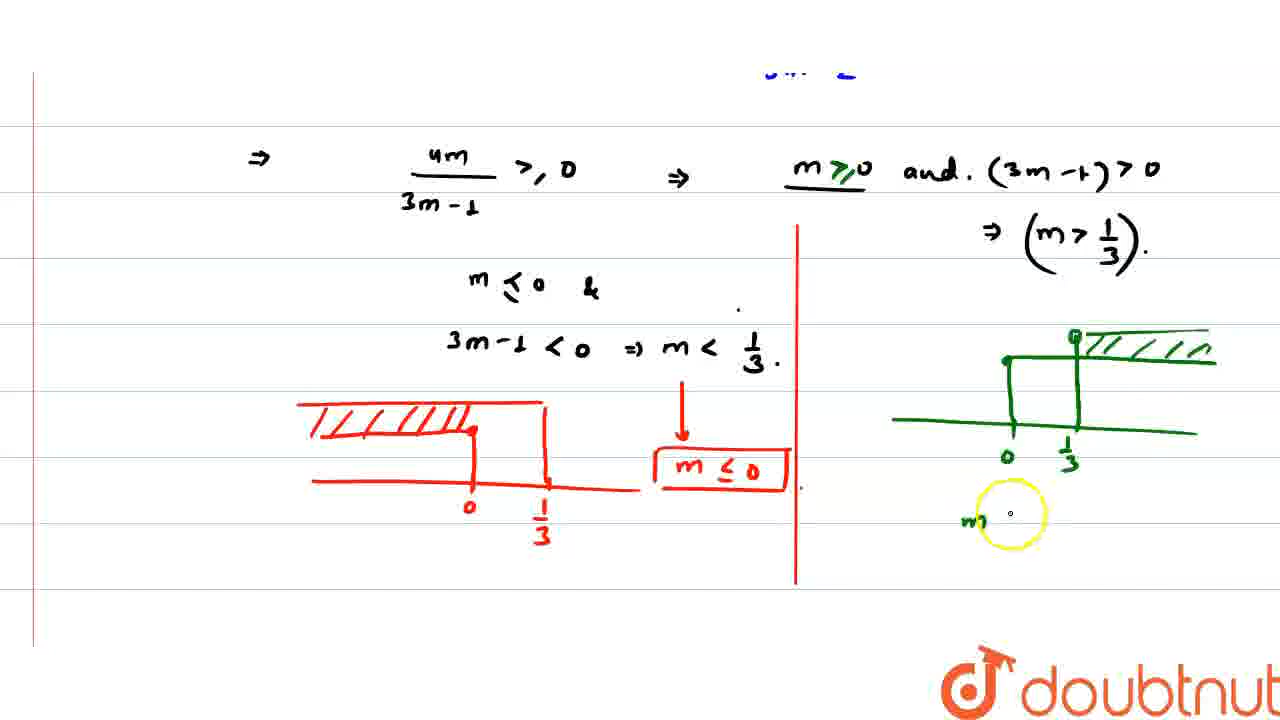 ⇒ 4m / 3m-1 ≥ 0 ⇒ m ≥ 0 and. (3m-1) > 0
⇒ (m > 1/3).
m ≤ 0 &
3m-1 < 0 ⇒ m < 1/3.
m ≤ 0
0 1/3
0 1/3
m
doubtnut